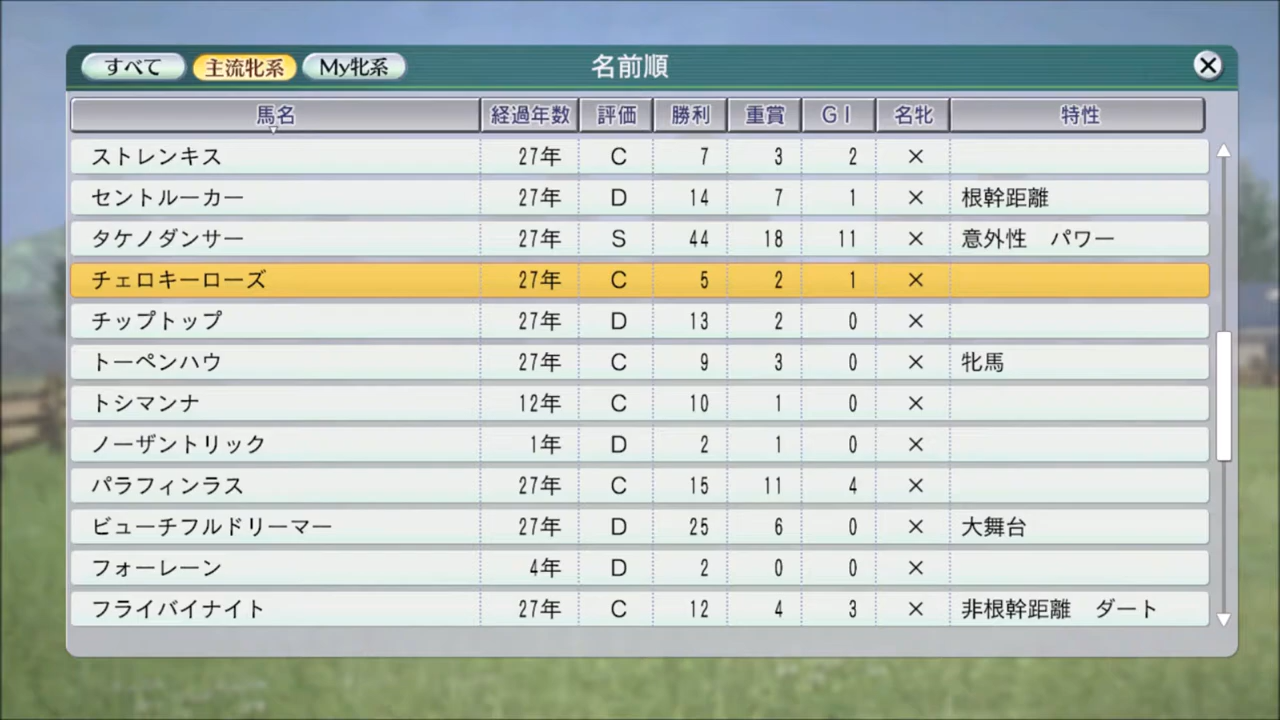 すべて 主流牝系 My牝系 名前順
馬名 経過年数 評価 勝利 重賞 GⅠ 名牝 特性
ストレンキス 27年 C 7 3 2 ×
セントルーカー 27年 D 14 7 1 × 根幹距離
タケノダンサー 27年 S 44 18 11 × 意外性 パワー
チェロキーローズ 27年 C 5 2 1 ×
チップトップ 27年 D 13 2 0 ×
トーペンハウ 27年 C 9 3 0 × 牝馬
トシマンナ 12年 C 10 1 0 ×
ノーザントリック 1年 D 2 1 0 ×
パラフィンラス 27年 C 15 11 4 ×
ビューチフルドリーマー 27年 D 25 6 0 × 大舞台
フォーレーン 4年 D 2 0 0 ×
フライバイナイト 27年 C 12 4 3 × 非根幹距離 ダート